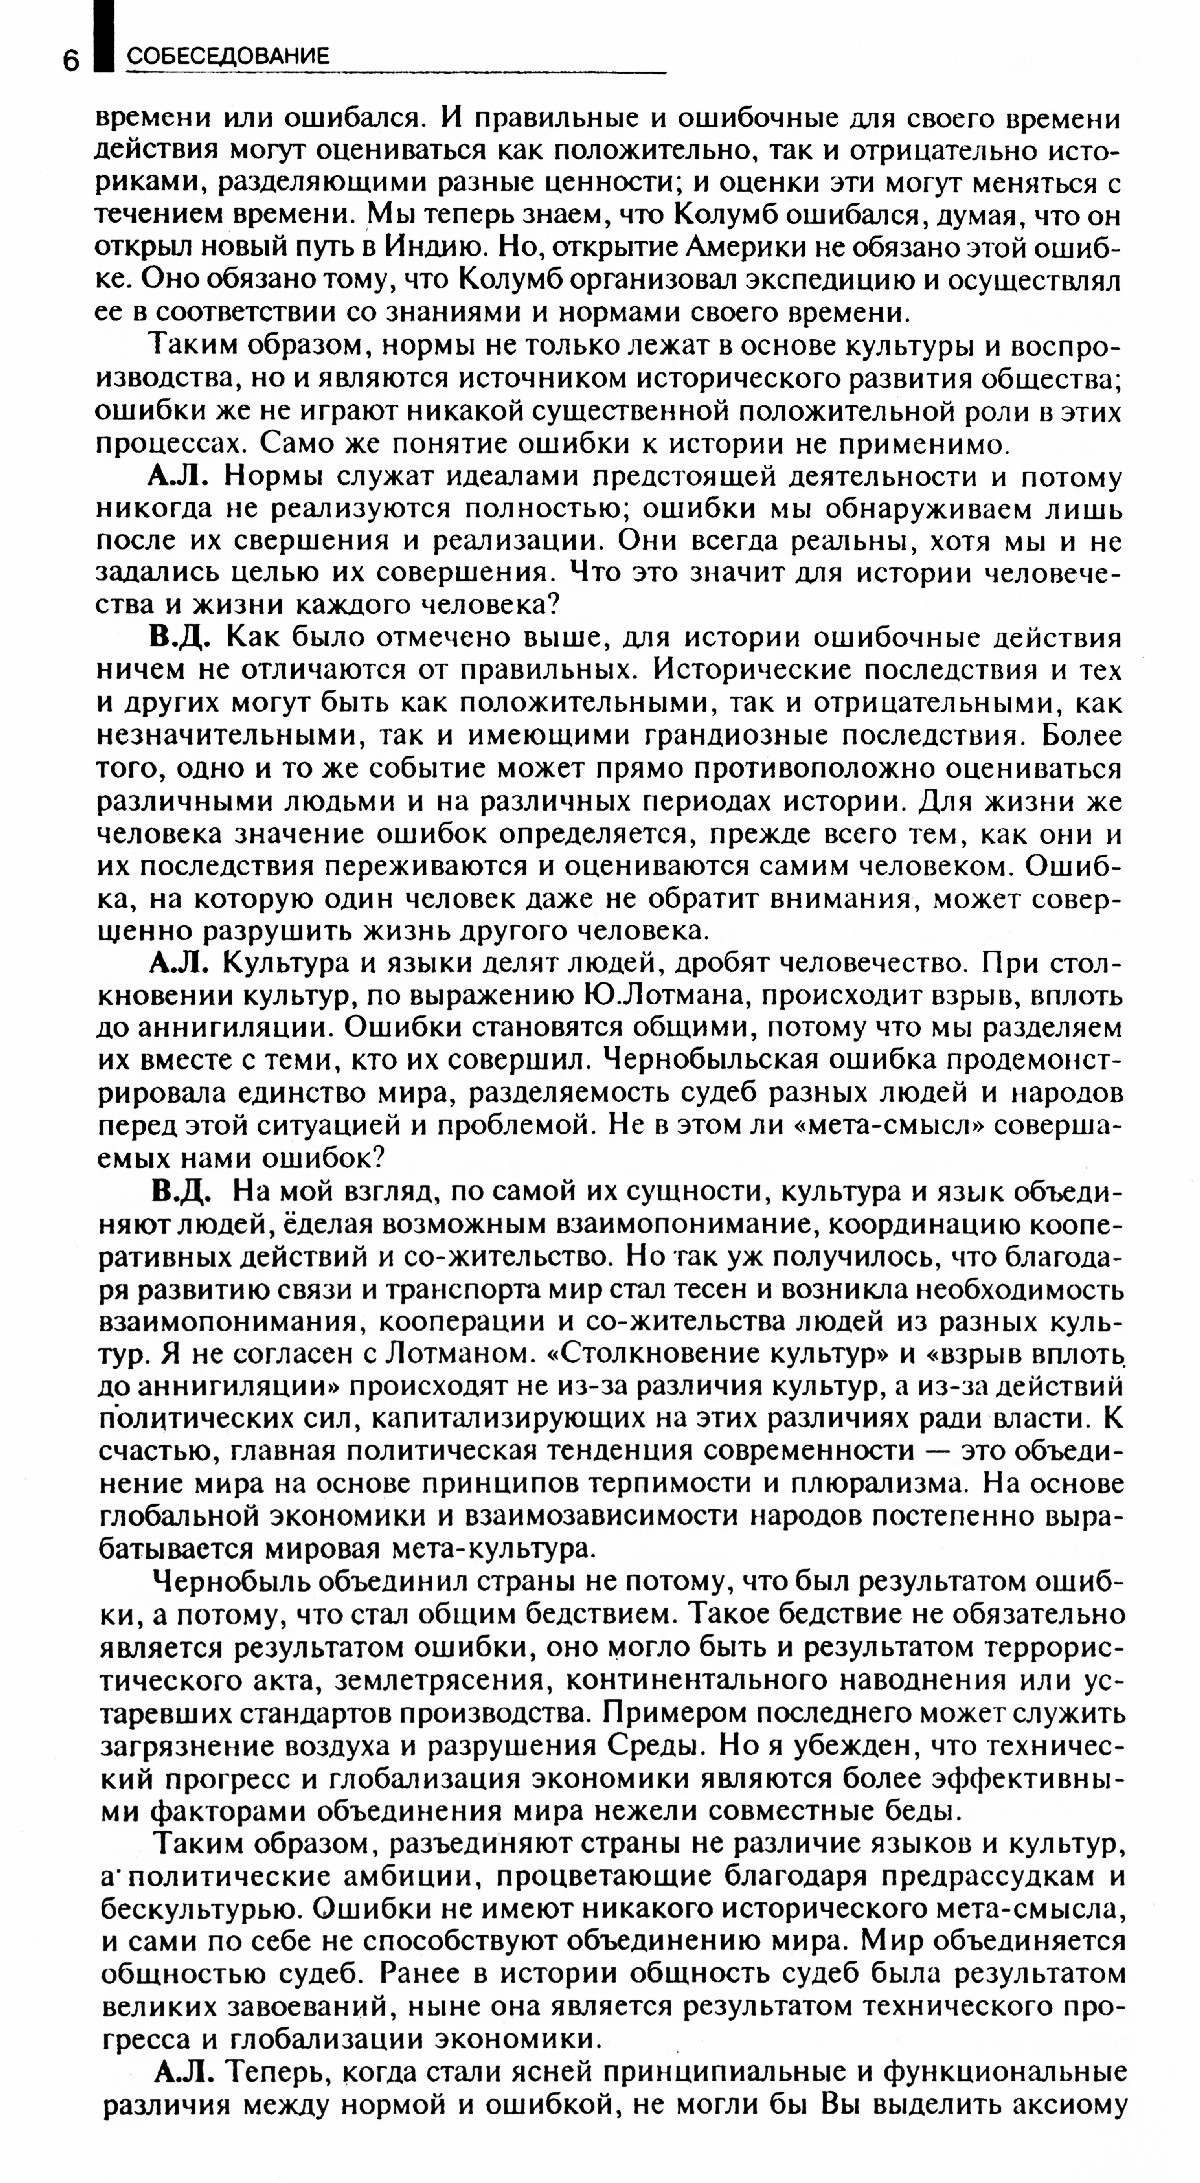 6
СОБЕСЕДОВАНИЕ
времени или ошибался. И правильные и ошибочные для своего времени
действия могут оцениваться как положительно, так и отрицательно исто-
риками, разделяющими разные ценности; и оценки эти могут меняться с
течением времени. Мы теперь знаем, что Колумб ошибался, думая, что он
открыл новый путь в Индию. Но, открытие Америки не обязано этой ошиб-
ке. Оно обязано тому, что Колумб организовал экспедицию и осуществлял
ее в соответствии со знаниями и нормами своего времени.
Таким образом, нормы не только лежат в основе культуры и воспро-
изводства, но и являются источником исторического развития общества;
ошибки же не играют никакой существенной положительной роли в этих
процессах. Само же понятие ошибки к истории не применимо.
А.Л. Нормы служат идеалами предстоящей деятельности и потому
никогда не реализуются полностью; ошибки мы обнаруживаем лишь
после их свершения и реализации. Они всегда реальны, хотя мы и не
задались целью их совершения. Что это значит для истории человече-
ства и жизни каждого человека?
В.Д. Как было отмечено выше, для истории ошибочные действия
ничем не отличаются от правильных. Исторические последствия и тех
и других могут быть как положительными, так и отрицательными, как
незначительными, так и имеющими грандиозные последствия. Более
того, одно и то же событие может прямо противоположно оцениваться
различными людьми и на различных периодах истории. Для жизни же
человека значение ошибок определяется, прежде всего тем, как они и
их последствия переживаются и оцениваются самим человеком. Ошиб-
ка, на которую один человек даже не обратит внимания, может совер-
шенно разрушить жизнь другого человека.
А.Л. Культура и языки делят людей, дробят человечество. При стол-
кновении культур, по выражению Ю.Лотмана, происходит взрыв, вплоть
до аннигиляции. Ошибки становятся общими, потому что мы разделяем
их вместе с теми, кто их совершил. Чернобыльская ошибка продемонст-
рировала единство мира, разделяемость судеб разных людей и народов
перед этой ситуацией и проблемой. Не в этом ли «мета-смысл» соверша-
емых нами ошибок?
В.Д. На мой взгляд, по самой их сущности, культура и язык объеди-
няют людей, ёделая возможным взаимопонимание, координацию коопе-
ративных действий и со-жительство. Но так уж получилось, что благода-
ря развитию связи и транспорта мир стал тесен и возникла необходимость
взаимопонимания, кооперации и со-жительства людей из разных куль-
тур. Я не согласен с Лотманом. «Столкновение культур» и «взрыв вплоть
до аннигиляции» происходят не из-за различия культур, а из-за действий
политических сил, капитализирующих на этих различиях ради власти. К
счастью, главная политическая тенденция современности — это объеди-
нение мира на основе принципов терпимости и плюрализма. На основе
глобальной экономики и взаимозависимости народов постепенно выра-
батывается мировая мета-культура.
Чернобыль объединил страны не потому, что был результатом ошиб-
ки, а потому, что стал общим бедствием. Такое бедствие не обязательно
является результатом ошибки, оно могло быть и результатом террорис-
тического акта, землетрясения, континентального наводнения или ус-
таревших стандартов производства. Примером последнего может служить
загрязнение воздуха и разрушения Среды. Но я убежден, что техничес-
кий прогресс и глобализация экономики являются более эффективны-
ми факторами объединения мира нежели совместные беды.
Таким образом, разъединяют страны не различие языков и культур,
а политические амбиции, процветающие благодаря предрассудкам и
бескультурью. Ошибки не имеют никакого исторического мета-смысла,
и сами по себе не способствуют объединению мира. Мир объединяется
общностью судеб. Ранее в истории общность судеб была результатом
великих завоеваний, ныне она является результатом технического про-
гресса и глобализации экономики.
А.Л. Теперь, когда стали ясней принципиальные и функциональные
различия между нормой и ошибкой, не могли бы Вы выделить аксиому